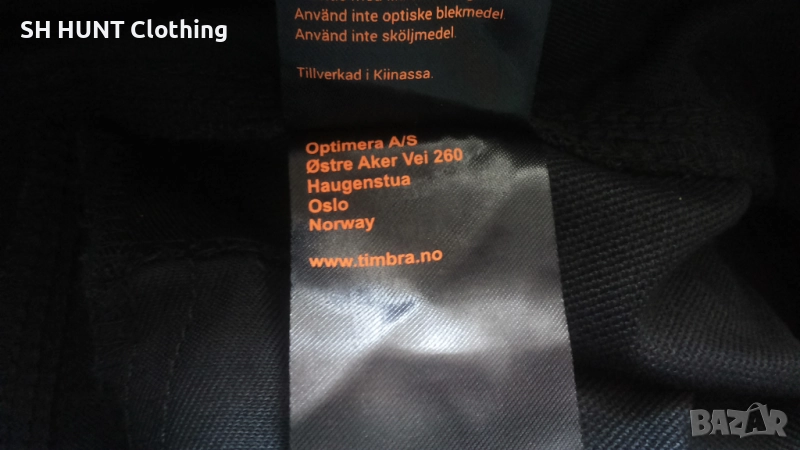 SH HUNT Clothing
Använd inte optiske blekmedel.
Använd inte sköljmedel.
Tillverkad i Kiinassa.
Optimera A/S
Østre Aker Vei 260
Haugenstua
Oslo
Norway
www.timbra.no
BAZAR